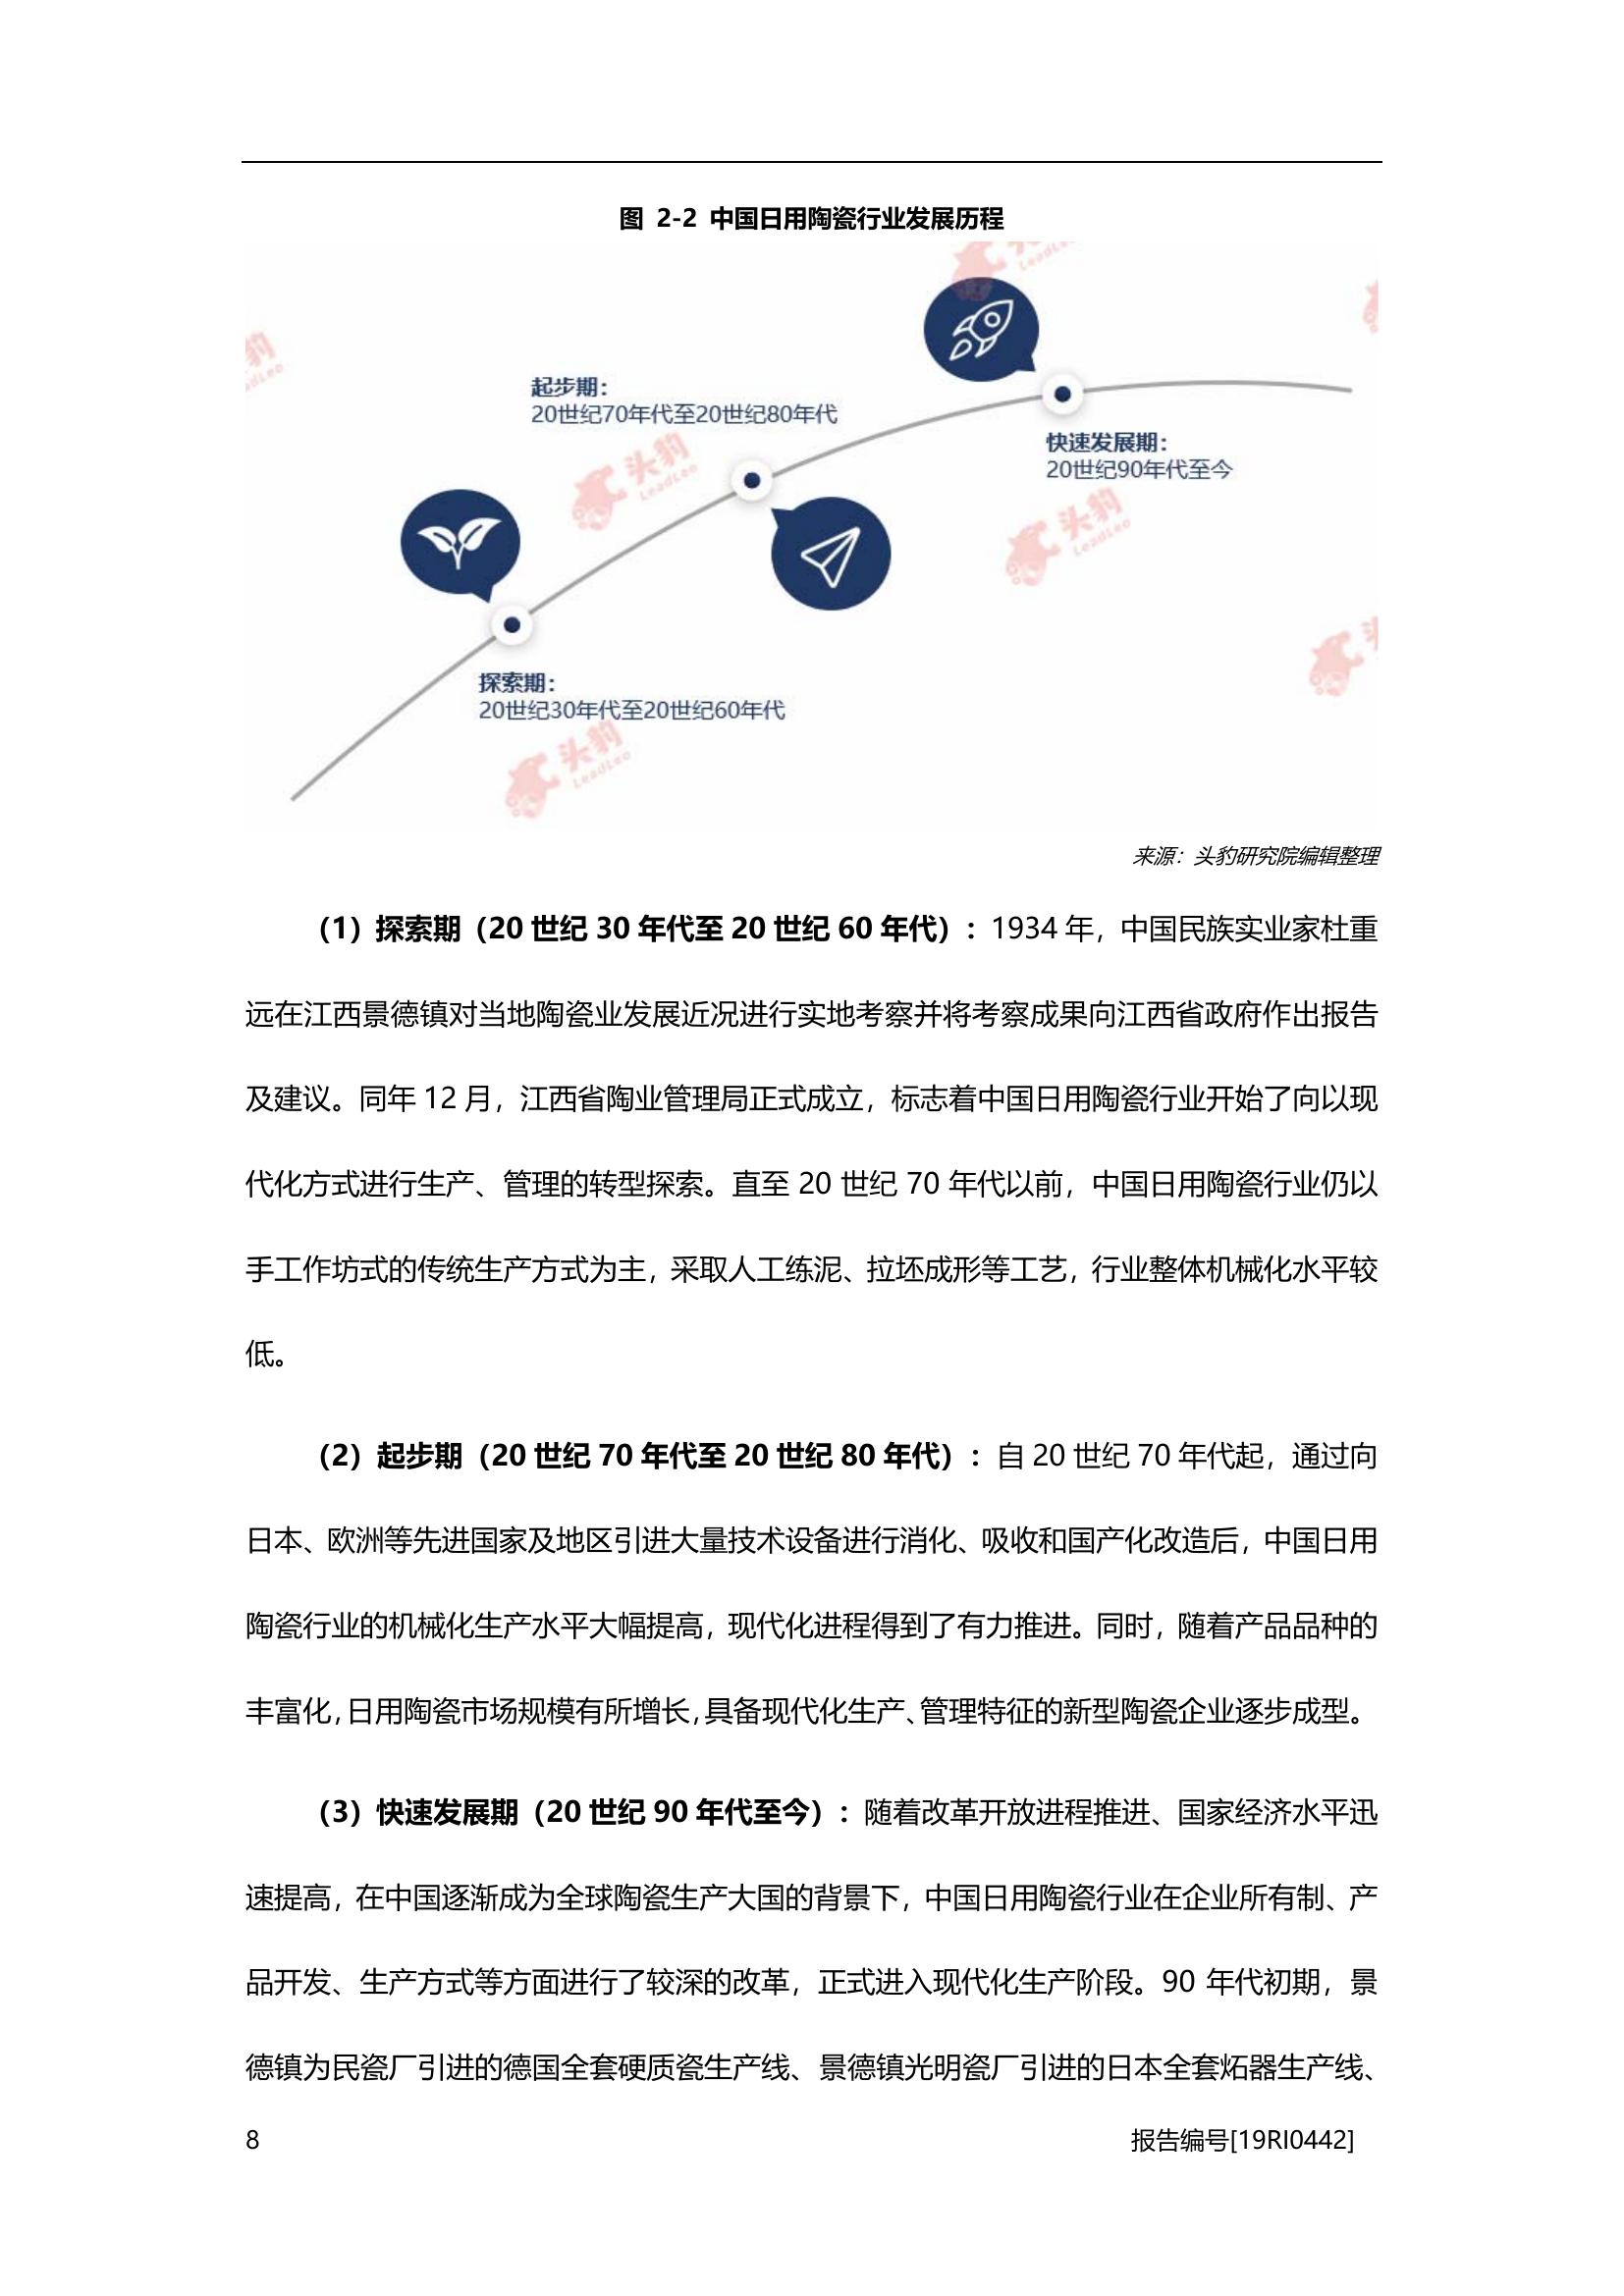 图 2-2 中国日用陶瓷行业发展历程
起步期：
20世纪70年代至20世纪80年代
快速发展期：
20世纪90年代至今
探索期：
20世纪30年代至20世纪60年代
头豹
LeadLeo
头豹
LeadLeo
头豹
LeadLeo
来源：头豹研究院编辑整理
（1）探索期（20 世纪 30 年代至 20 世纪 60 年代）：1934 年，中国民族实业家杜重
远在江西景德镇对当地陶瓷业发展近况进行实地考察并将考察成果向江西省政府作出报告
及建议。同年 12 月，江西省陶业管理局正式成立，标志着中国日用陶瓷行业开始了向以现
代化方式进行生产、管理的转型探索。直至 20 世纪 70 年代以前，中国日用陶瓷行业仍以
手工作坊式的传统生产方式为主，采取人工练泥、拉坯成形等工艺，行业整体机械化水平较
低。
（2）起步期（20 世纪 70 年代至 20 世纪 80 年代）：自 20 世纪 70 年代起，通过向
日本、欧洲等先进国家及地区引进大量技术设备进行消化、吸收和国产化改造后，中国日用
陶瓷行业的机械化生产水平大幅提高，现代化进程得到了有力推进。同时，随着产品品种的
丰富化，日用陶瓷市场规模有所增长，具备现代化生产、管理特征的新型陶瓷企业逐步成型。
（3）快速发展期（20 世纪 90 年代至今）：随着改革开放进程推进、国家经济水平迅
速提高，在中国逐渐成为全球陶瓷生产大国的背景下，中国日用陶瓷行业在企业所有制、产
品开发、生产方式等方面进行了较深的改革，正式进入现代化生产阶段。90 年代初期，景
德镇为民瓷厂引进的德国全套硬质瓷生产线、景德镇光明瓷厂引进的日本全套炻器生产线、
8
报告编号[19RI0442]